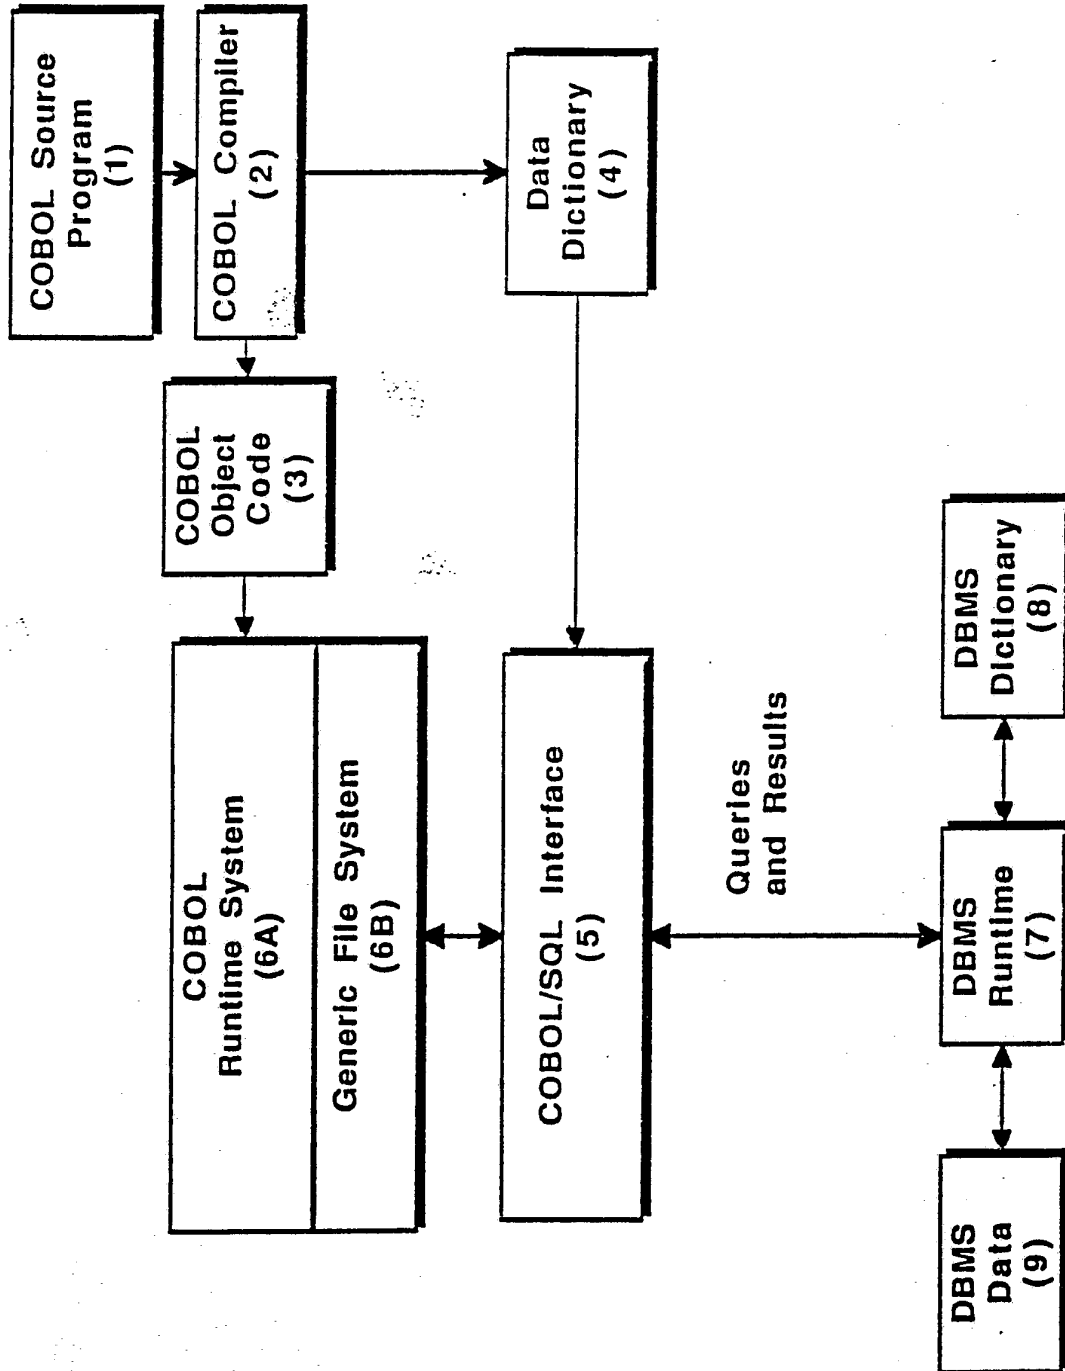 COBOL Source
Program
(1)
COBOL Compiler
(2)
COBOL
Object
Code
(3)
Data
Dictionary
(4)
COBOL
Runtime System
(6A)
Generic File System
(6B)
COBOL/SQL Interface
(5)
Queries
and Results
DBMS
Data
(9)
DBMS
Runtime
(7)
DBMS
Dictionary
(8)